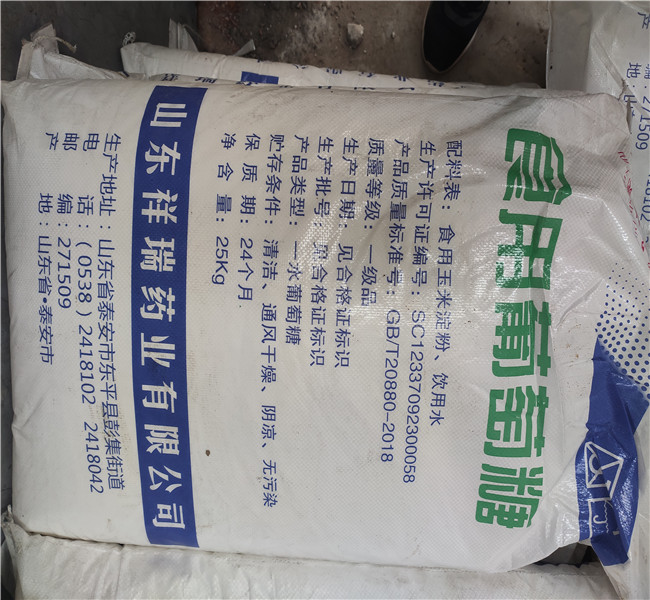 食用葡萄糖
配料表：食用玉米淀粉、饮用水
生产许可证编号：SC12337092300058
产品质量标准号：GB/T20880-2018
质量等级：一级品
生产日期：见合格证标识
生产批号：见合格证标识
产品类型：一水葡萄糖
贮存条件：清洁、通风干燥、阴凉、无污染
保质期：24个月
净含量：25Kg
山东祥瑞药业有限公司
生产地址：山东省泰安市东平县彭集街道
电话：(0538) 2418102 2418042
邮编：271509
产地：山东省·泰安市
编：271509